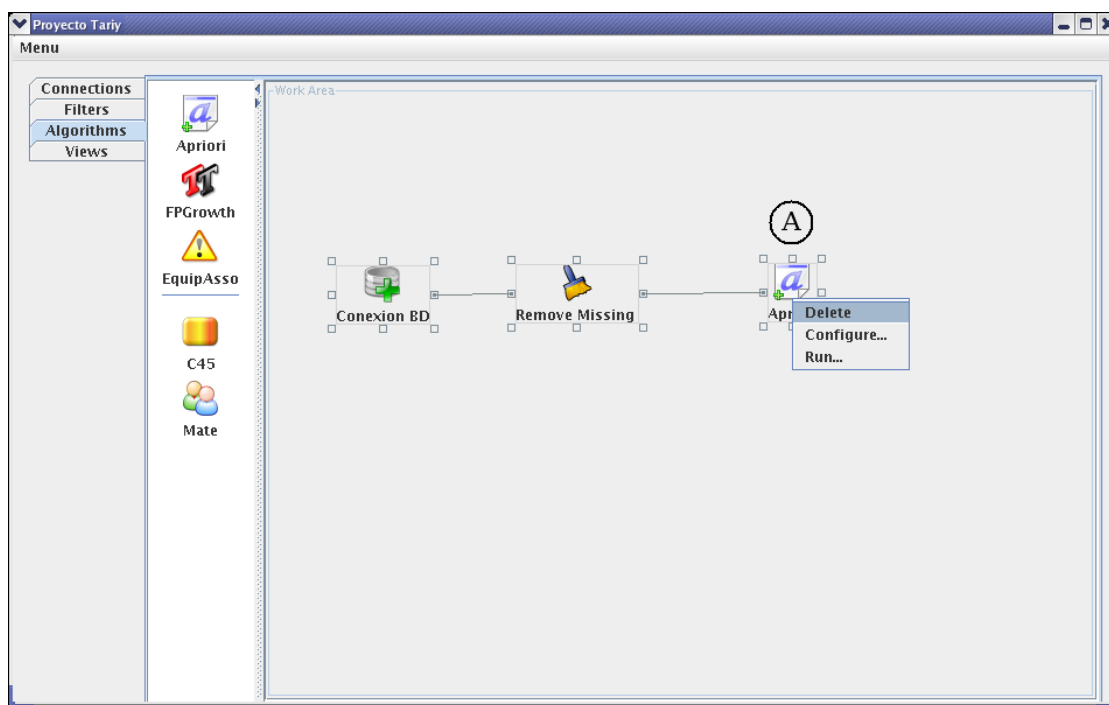 Proyecto Tariy
Menu
Connections
Filters
Algorithms
Views
Apriori
FPGrowth
EquipAsso
C45
Mate
Work Area
A
Conexion BD
Remove Missing
Delete
Configure...
Run...